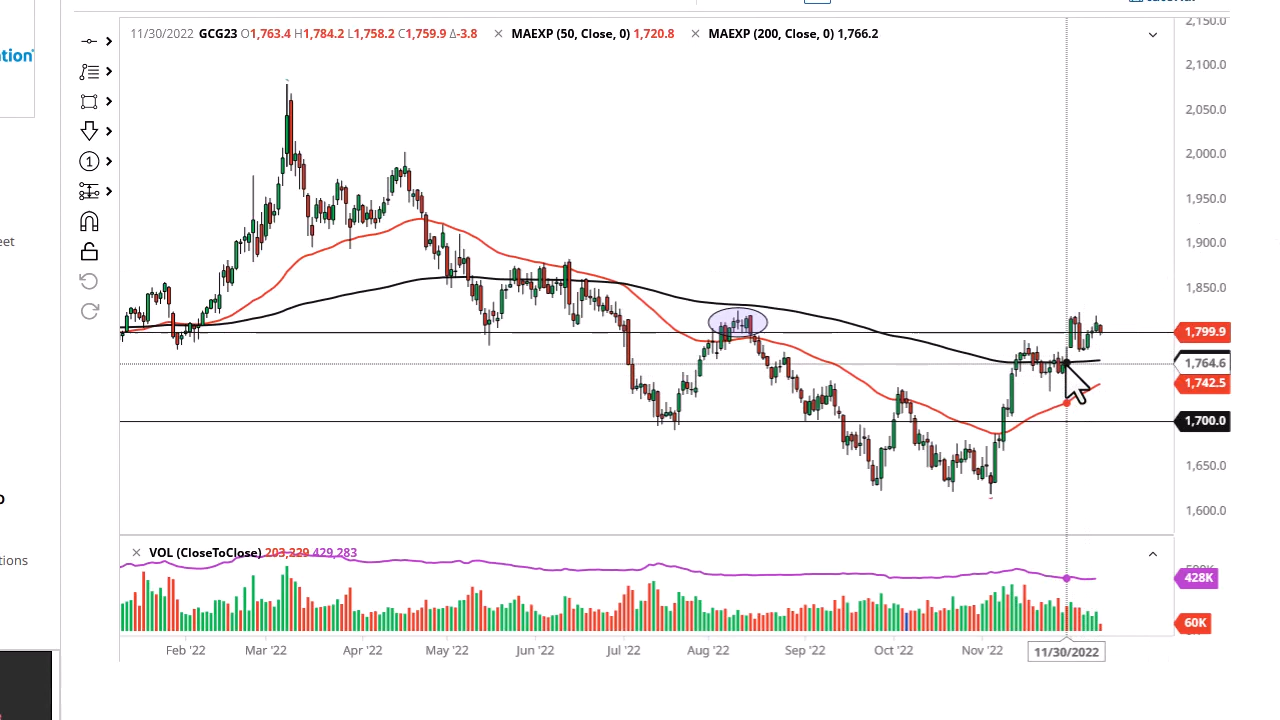 ation'
eet
tions
11/30/2022 GCG23 O1,763.4 H1,784.2 L1,758.2 C1,759.9 Δ-3.8 × MAEXP (50, Close, 0) 1,720.8 × MAEXP (200, Close, 0) 1,766.2
1
2,150.0
2,100.0
2,050.0
2,000.0
1,950.0
1,900.0
1,850.0
1,799.9
1,764.6
1,742.5
1,700.0
1,650.0
1,600.0
× VOL (CloseToClose) 203,229 429,283
428K
60K
Feb '22 Mar '22 Apr '22 May '22 Jun '22 Jul '22 Aug '22 Sep '22 Oct '22 Nov '22 11/30/2022